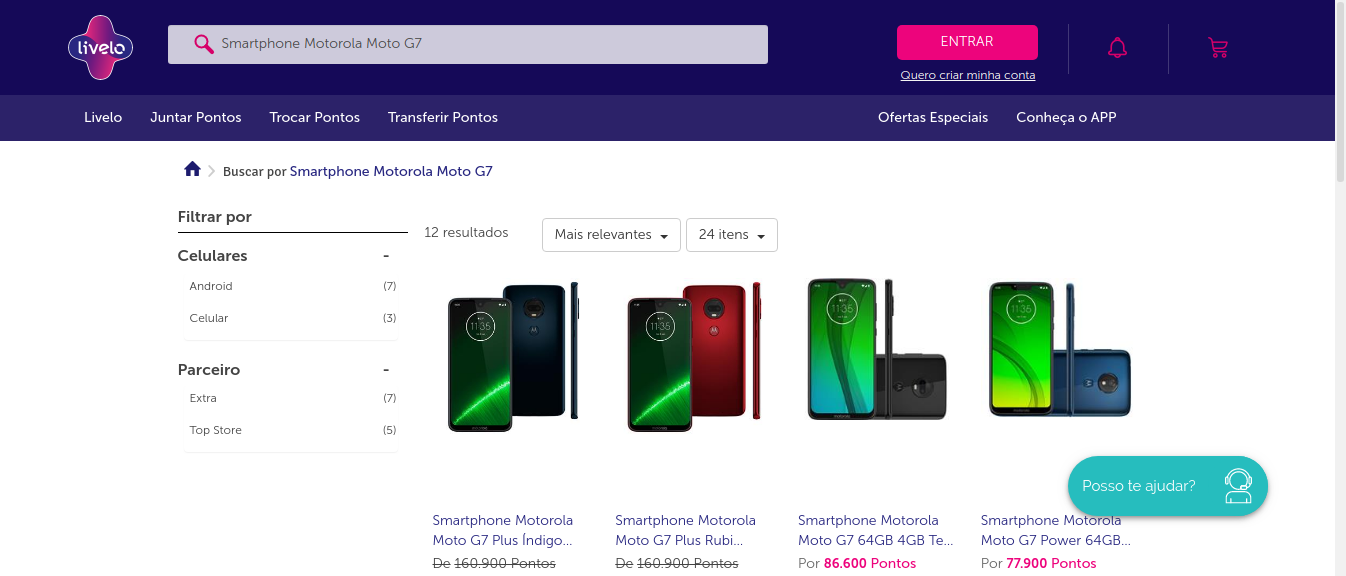 livelo
Smartphone Motorola Moto G7
ENTRAR
Quero criar minha conta
Livelo Juntar Pontos Trocar Pontos Transferir Pontos Ofertas Especiais Conheça o APP
Buscar por Smartphone Motorola Moto G7
Filtrar por
12 resultados Mais relevantes 24 itens
Celulares -
Android (7)
Celular (3)
Parceiro -
Extra (7)
Top Store (5)
11:35
11:35
11:35
11:35
Posso te ajudar?
Smartphone Motorola
Moto G7 Plus Índigo...
De 160.900 Pontos
Smartphone Motorola
Moto G7 Plus Rubi...
De 160.900 Pontos
Smartphone Motorola
Moto G7 64GB 4GB Te...
Por 86.600 Pontos
Smartphone Motorola
Moto G7 Power 64GB...
Por 77.900 Pontos